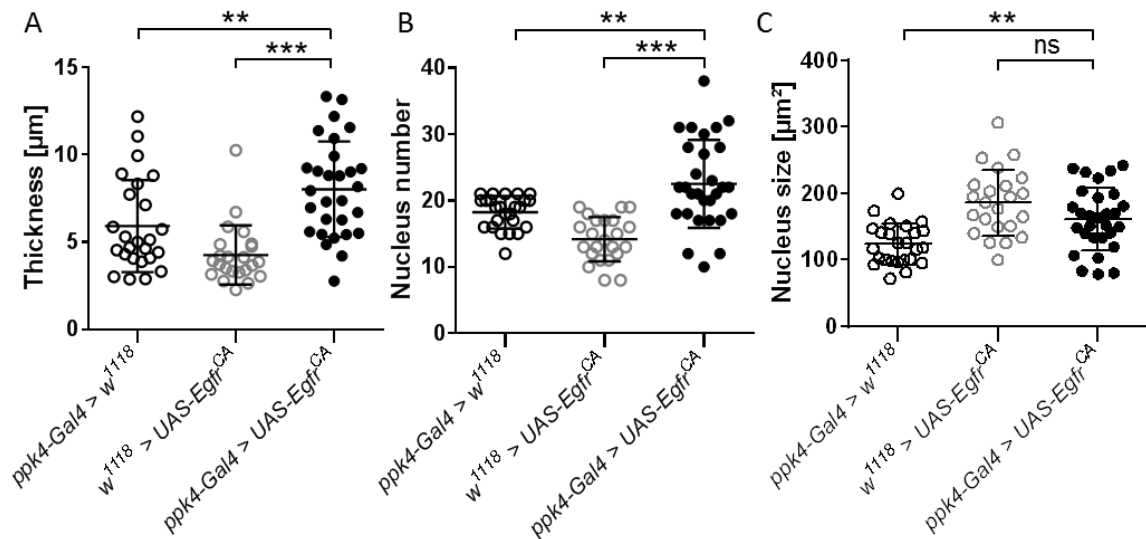 A
B
C
**
***
**
***
**
ns
Thickness [µm]
15
10
5
0
Nucleus number
40
30
20
10
0
Nucleus size [µm²]
400
300
200
100
0
ppk4-Gal4 > w¹¹¹⁸
w¹¹¹⁸ > UAS-Egfrᶜᴬ
ppk4-Gal4 > UAS-Egfrᶜᴬ
ppk4-Gal4 > w¹¹¹⁸
w¹¹¹⁸ > UAS-Egfrᶜᴬ
ppk4-Gal4 > UAS-Egfrᶜᴬ
ppk4-Gal4 > w¹¹¹⁸
w¹¹¹⁸ > UAS-Egfrᶜᴬ
ppk4-Gal4 > UAS-Egfrᶜᴬ